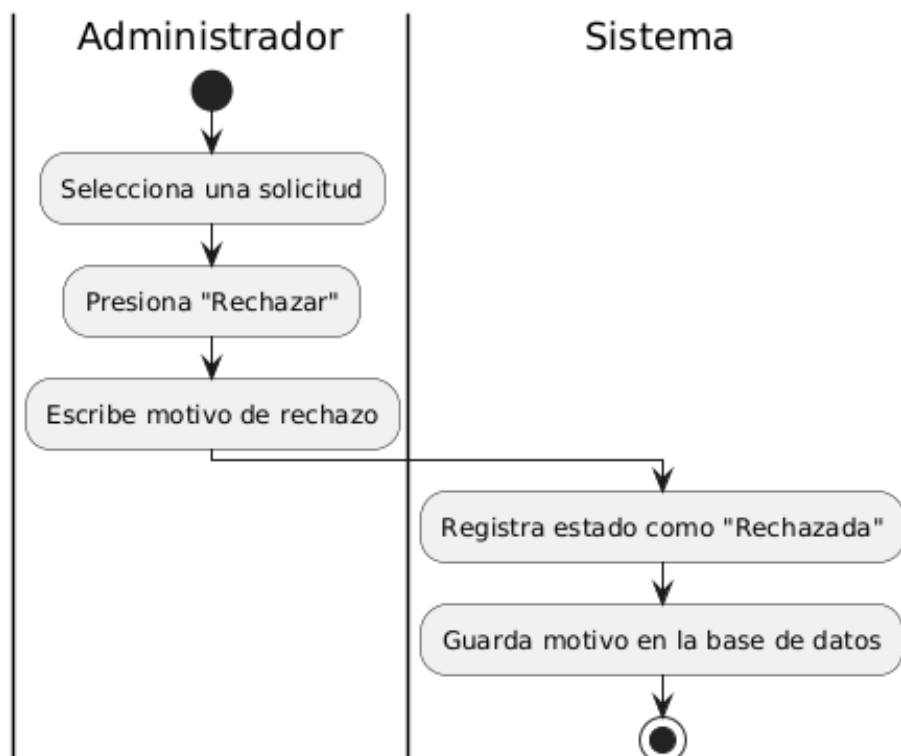 Administrador
Sistema
Selecciona una solicitud
Presiona "Rechazar"
Escribe motivo de rechazo
Registra estado como "Rechazada"
Guarda motivo en la base de datos